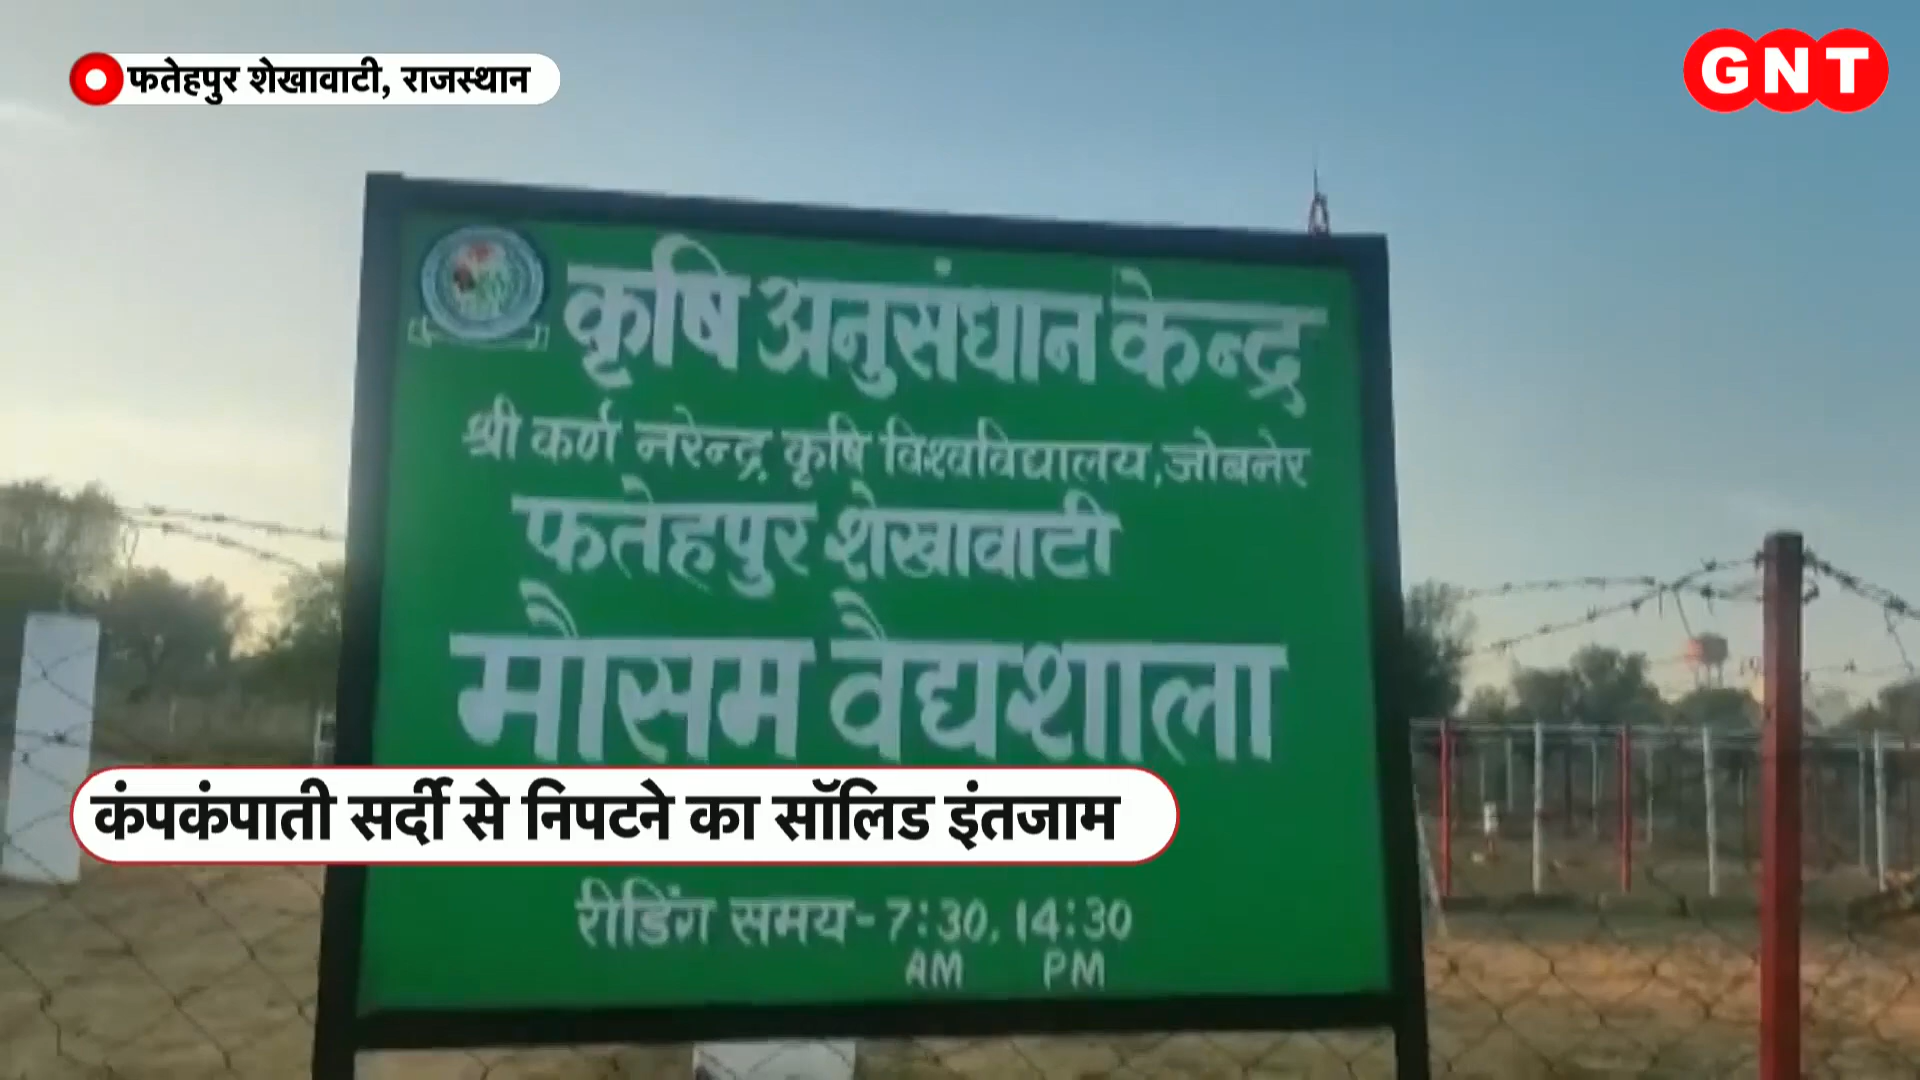 फतेहपुर शेखावाटी, राजस्थान
GNT
कृषि अनुसंधान केन्द्र
श्री कर्ण नरेन्द्र कृषि विश्वविद्यालय, जोबनेर
फतेहपुर शेखावाटी
मौसम वैद्यशाला
कंपकंपाती सर्दी से निपटने का सॉलिड इंतजाम
रीडिंग समय - 7:30, 14:30
AM PM